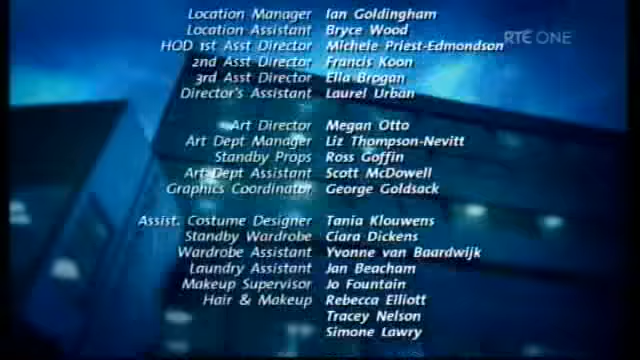 Location Manager Ian Goldingham
Location Assistant Bryce Wood
HOD 1st Asst Director Michele Priest-Edmondson
RTÉ ONE
2nd Asst Director Francis Koon
3rd Asst Director Ella Brogan
Director's Assistant Laurel Urban
Art Director Megan Otto
Art Dept Manager Liz Thompson-Nevitt
Standby Props Ross Goffin
Art Dept Assistant Scott McDowell
Graphics Coordinator George Goldsack
Assist. Costume Designer Tania Klouwens
Standby Wardrobe Ciara Dickens
Wardrobe Assistant Yvonne van Baardwijk
Laundry Assistant Jan Beacham
Makeup Supervisor Jo Fountain
Hair & Makeup Rebecca Elliott
Tracey Nelson
Simone Lawry